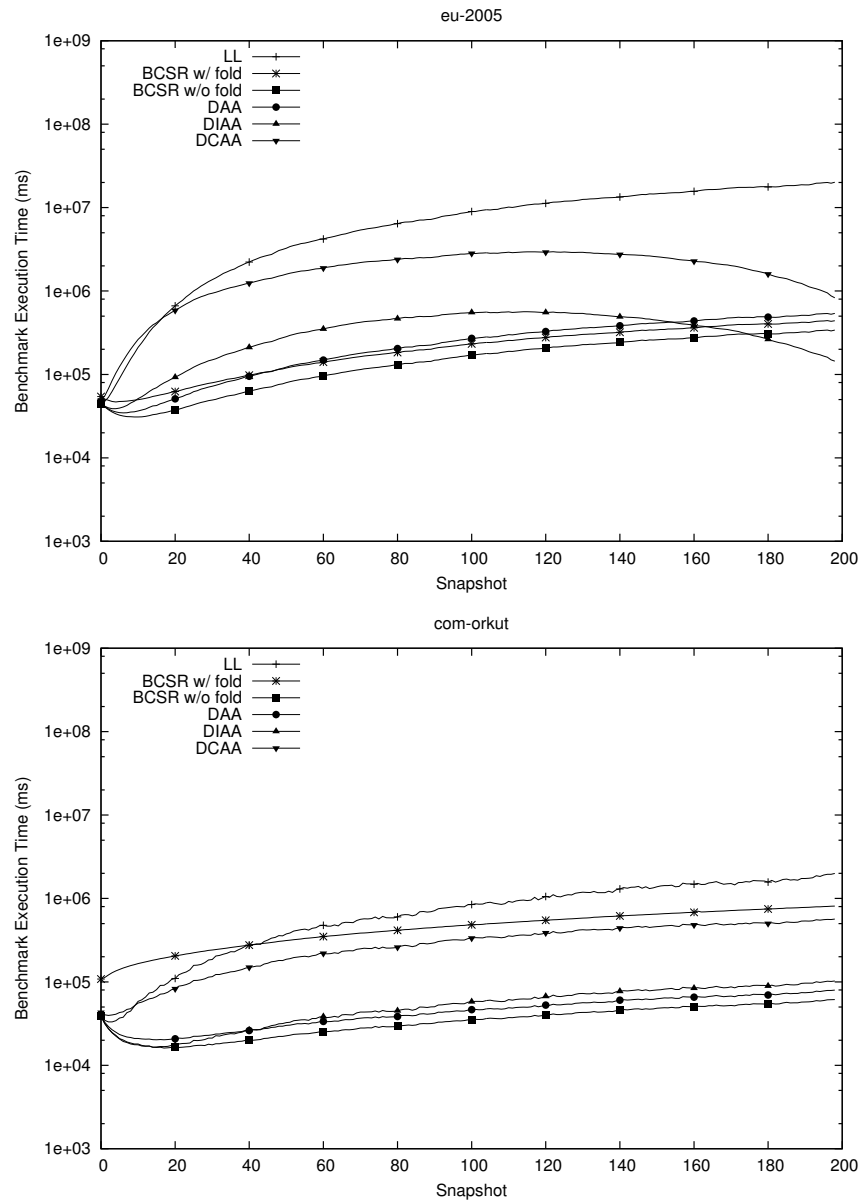 eu-2005
1e+09
1e+08
1e+07
1e+06
1e+05
1e+04
1e+03
Benchmark Execution Time (ms)
LL
BCSR w/ fold
BCSR w/o fold
DAA
DIAA
DCAA
0 20 40 60 80 100 120 140 160 180 200
Snapshot
com-orkut
1e+09
1e+08
1e+07
1e+06
1e+05
1e+04
1e+03
Benchmark Execution Time (ms)
LL
BCSR w/ fold
BCSR w/o fold
DAA
DIAA
DCAA
0 20 40 60 80 100 120 140 160 180 200
Snapshot